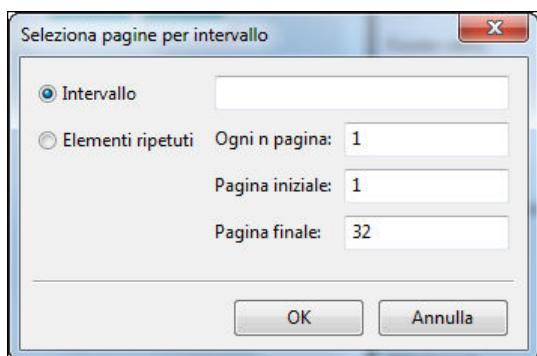 Seleziona pagine per intervallo
Intervallo
Elementi ripetuti Ogni n pagina: 1
Pagina iniziale: 1
Pagina finale: 32
OK Annulla